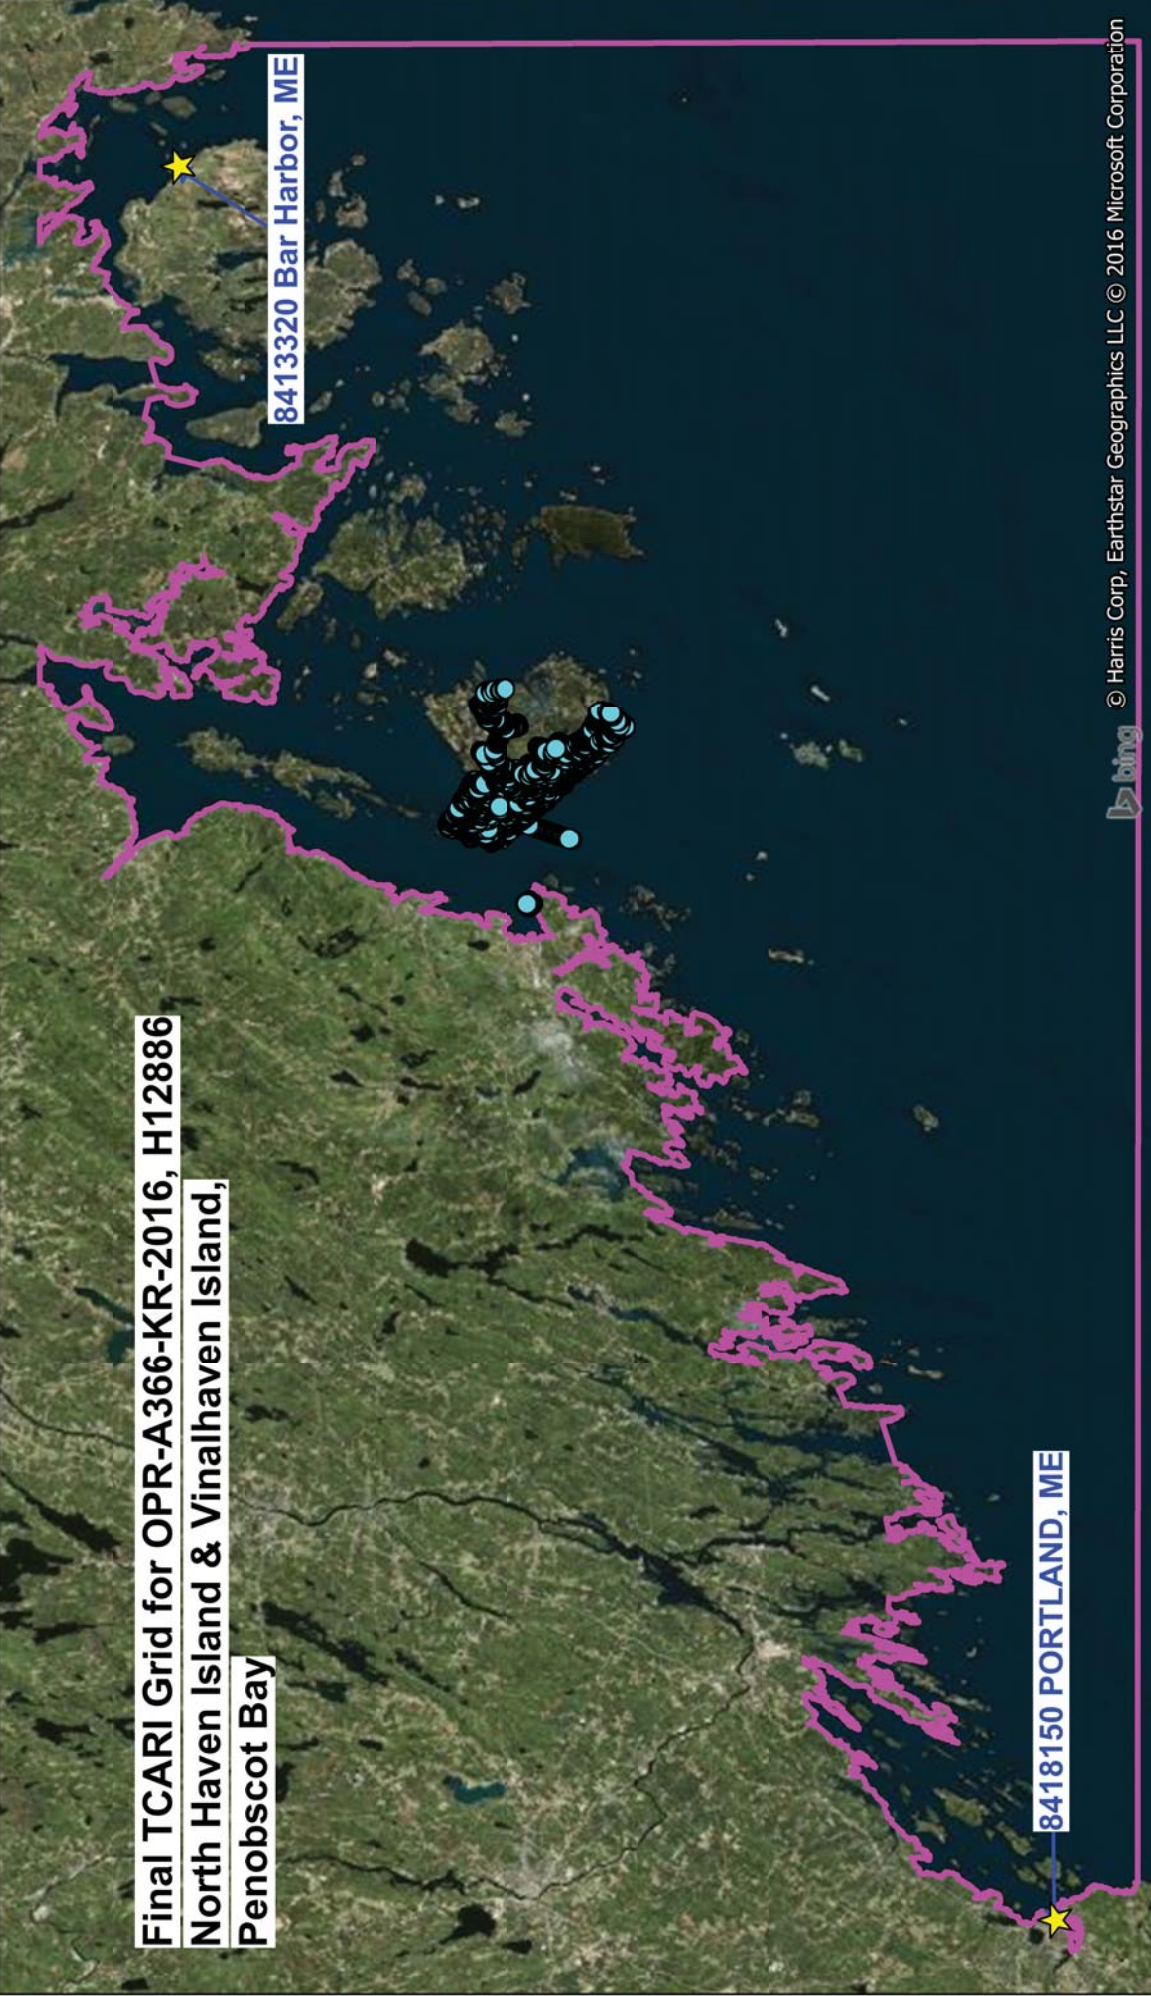 Final TCARI Grid for OPR-A366-KR-2016, H12886
North Haven Island & Vinalhaven Island,
Penobscot Bay
8413320 Bar Harbor, ME
8418150 PORTLAND, ME
bing
© Harris Corp, Earthstar Geographics LLC © 2016 Microsoft Corporation